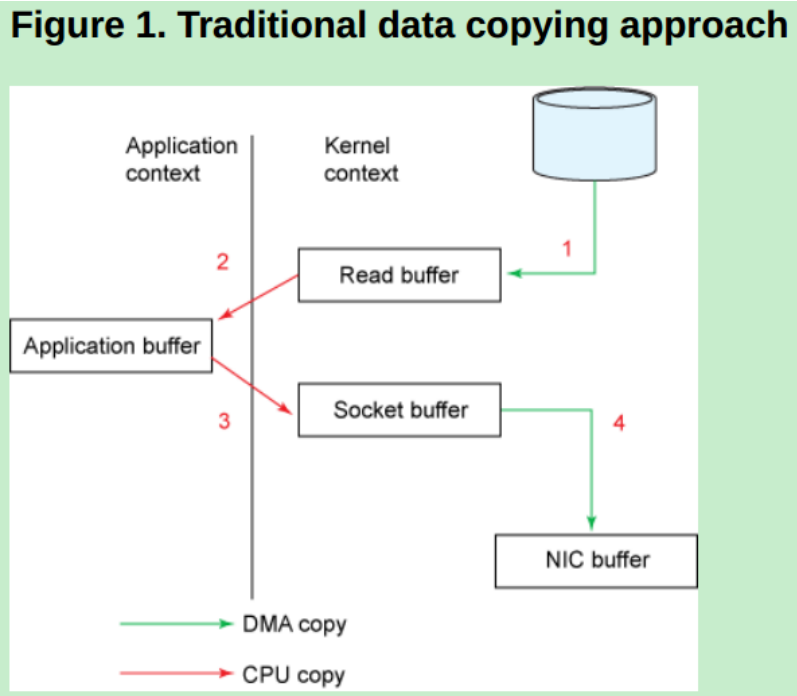 Figure 1. Traditional data copying approach
Application
context
Kernel
context
1
2
Read buffer
Application buffer
3
Socket buffer
4
NIC buffer
DMA copy
CPU copy